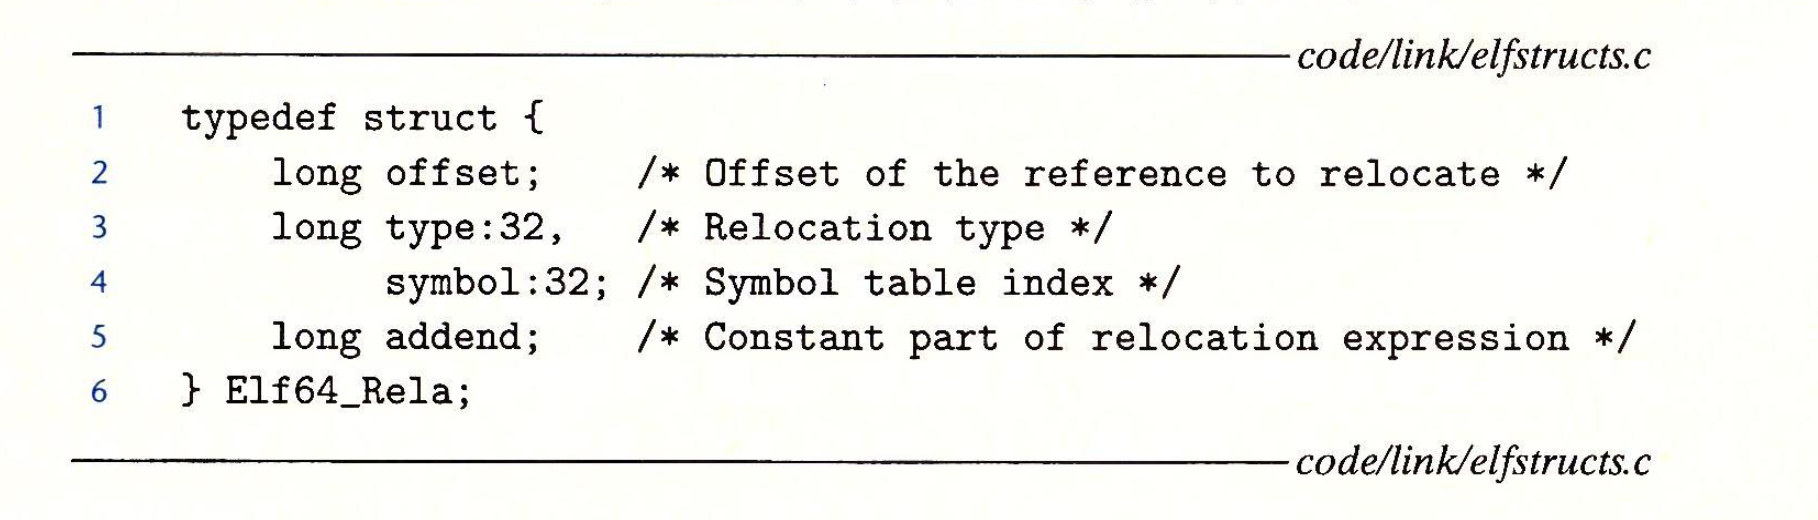 code/link/elfstructs.c
1 typedef struct {
2 long offset; /* Offset of the reference to relocate */
3 long type:32, /* Relocation type */
4 symbol:32; /* Symbol table index */
5 long addend; /* Constant part of relocation expression */
6 } Elf64_Rela;
code/link/elfstructs.c